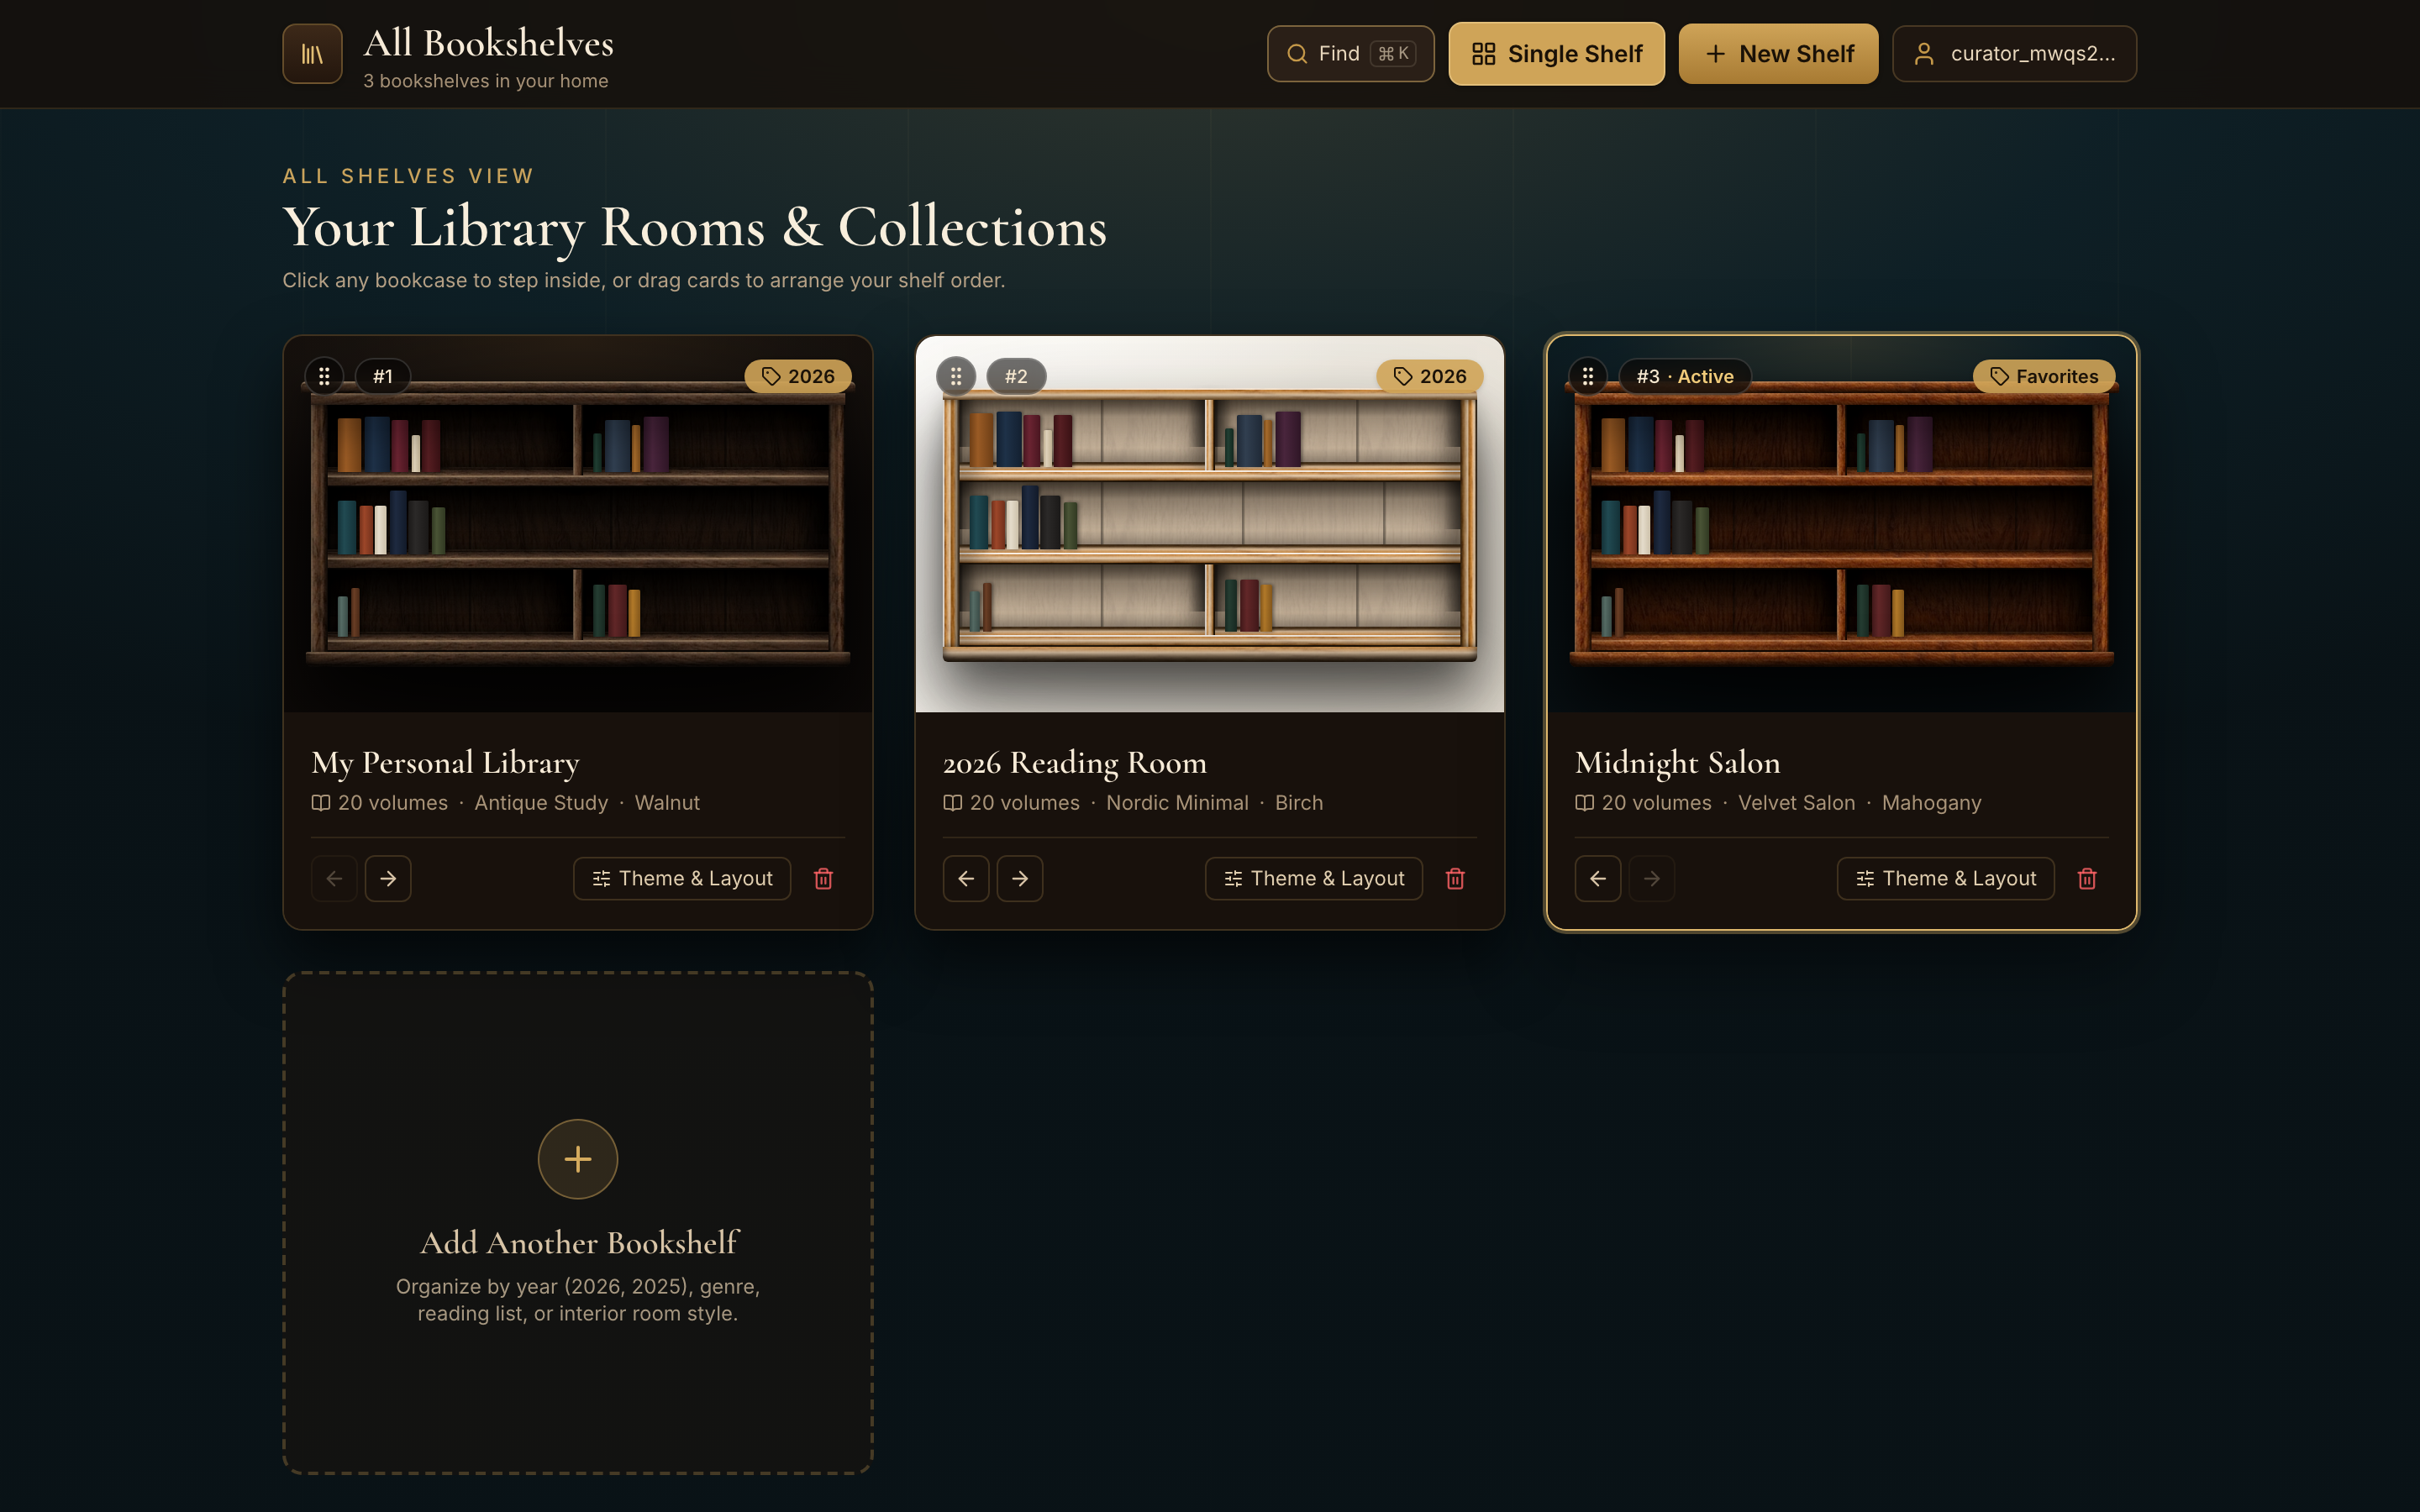 All Bookshelves
3 bookshelves in your home
Find ⌘ K
Single Shelf
New Shelf
curator_mwqs2...
ALL SHELVES VIEW
Your Library Rooms & Collections
Click any bookcase to step inside, or drag cards to arrange your shelf order.
#1
2026
My Personal Library
20 volumes · Antique Study · Walnut
Theme & Layout
#2
2026
2026 Reading Room
20 volumes · Nordic Minimal · Birch
Theme & Layout
#3 · Active
Favorites
Midnight Salon
20 volumes · Velvet Salon · Mahogany
Theme & Layout
Add Another Bookshelf
Organize by year (2026, 2025), genre,
reading list, or interior room style.